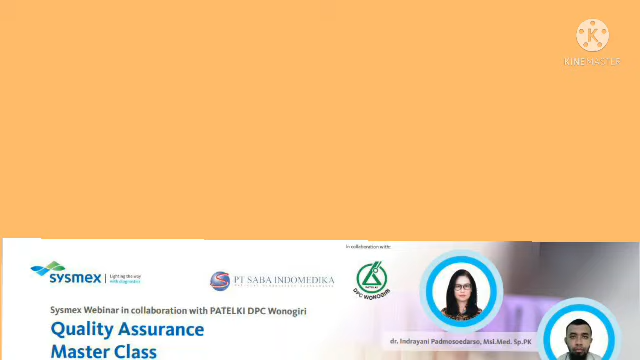 KINEMASTER
In collaboration with:
sysmex
Lighting the way
with diagnostics
PT SABA INDOMEDIKA
PATELKI
DPC WONOGIRI
Sysmex Webinar in collaboration with PATELKI DPC Wonogiri
Quality Assurance
Master Class
dr. Indrayani Padmosoedarso, Msi.Med. Sp.PK